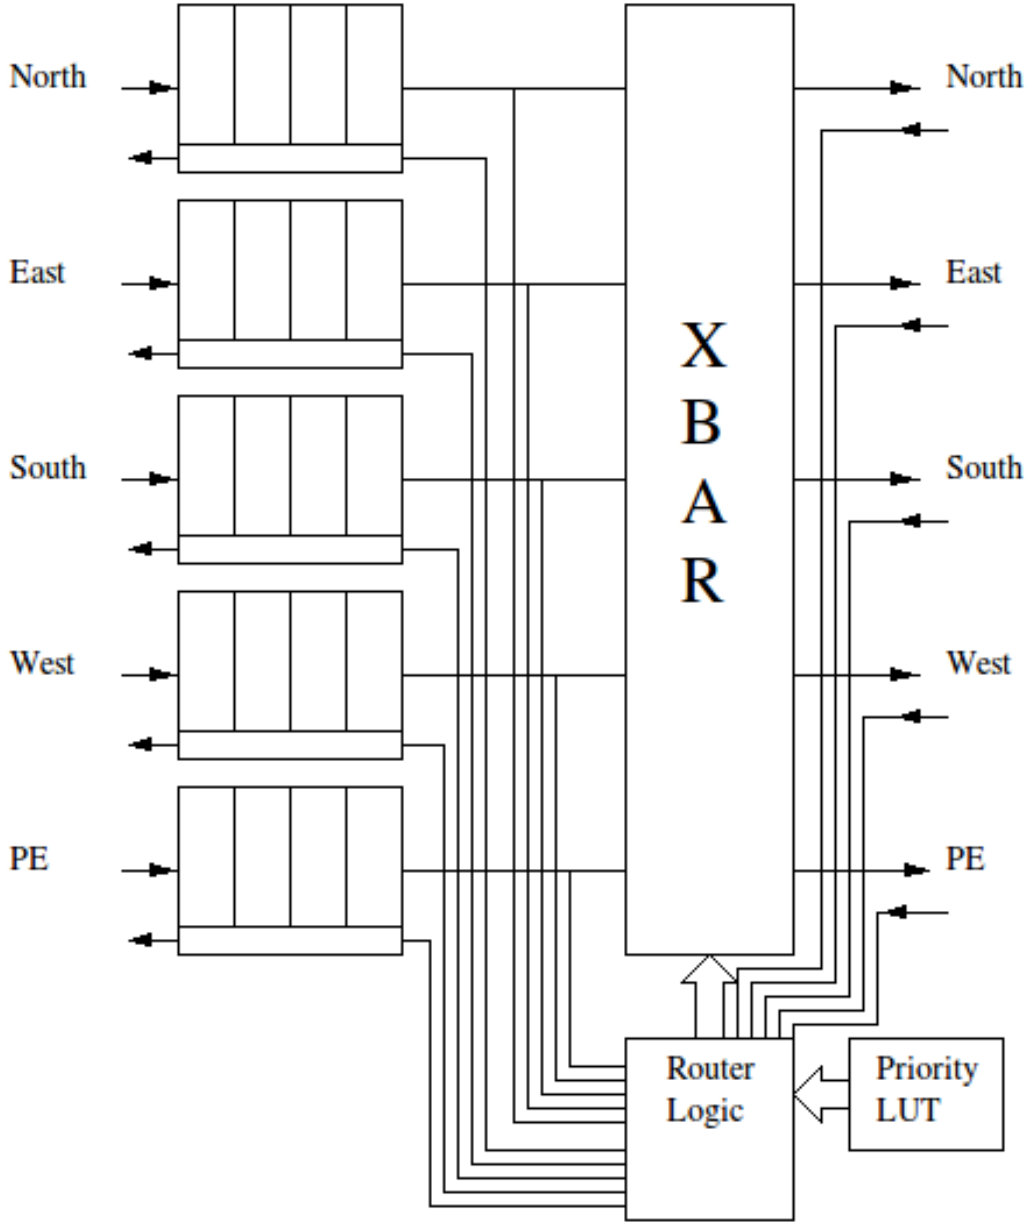 North
North
East
East
X
B
South
South
A
R
West
West
PE
PE
Router
Logic
Priority
LUT